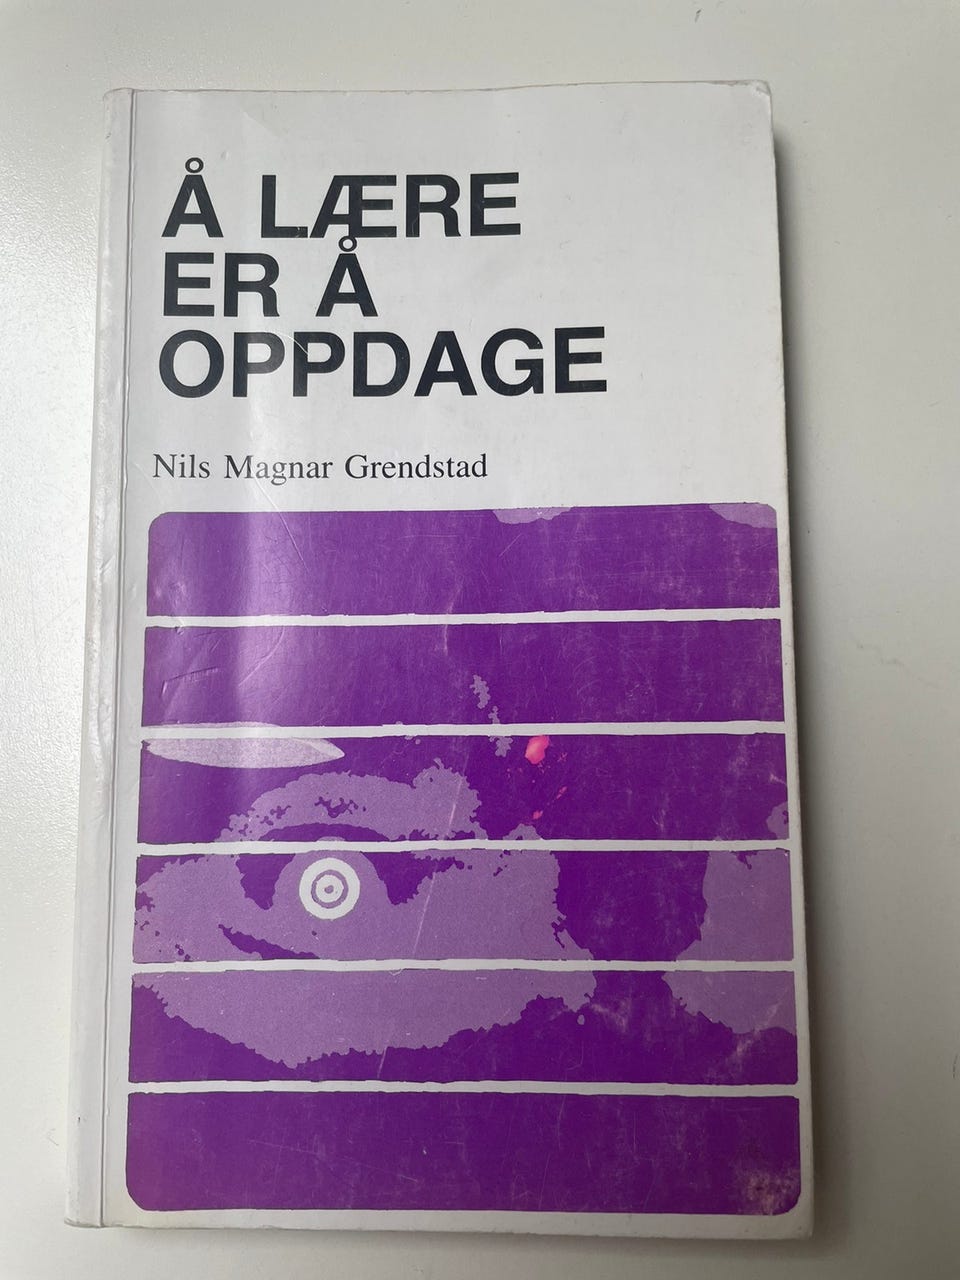 Å LÆRE
ER Å
OPPDAGE
Nils Magnar Grendstad